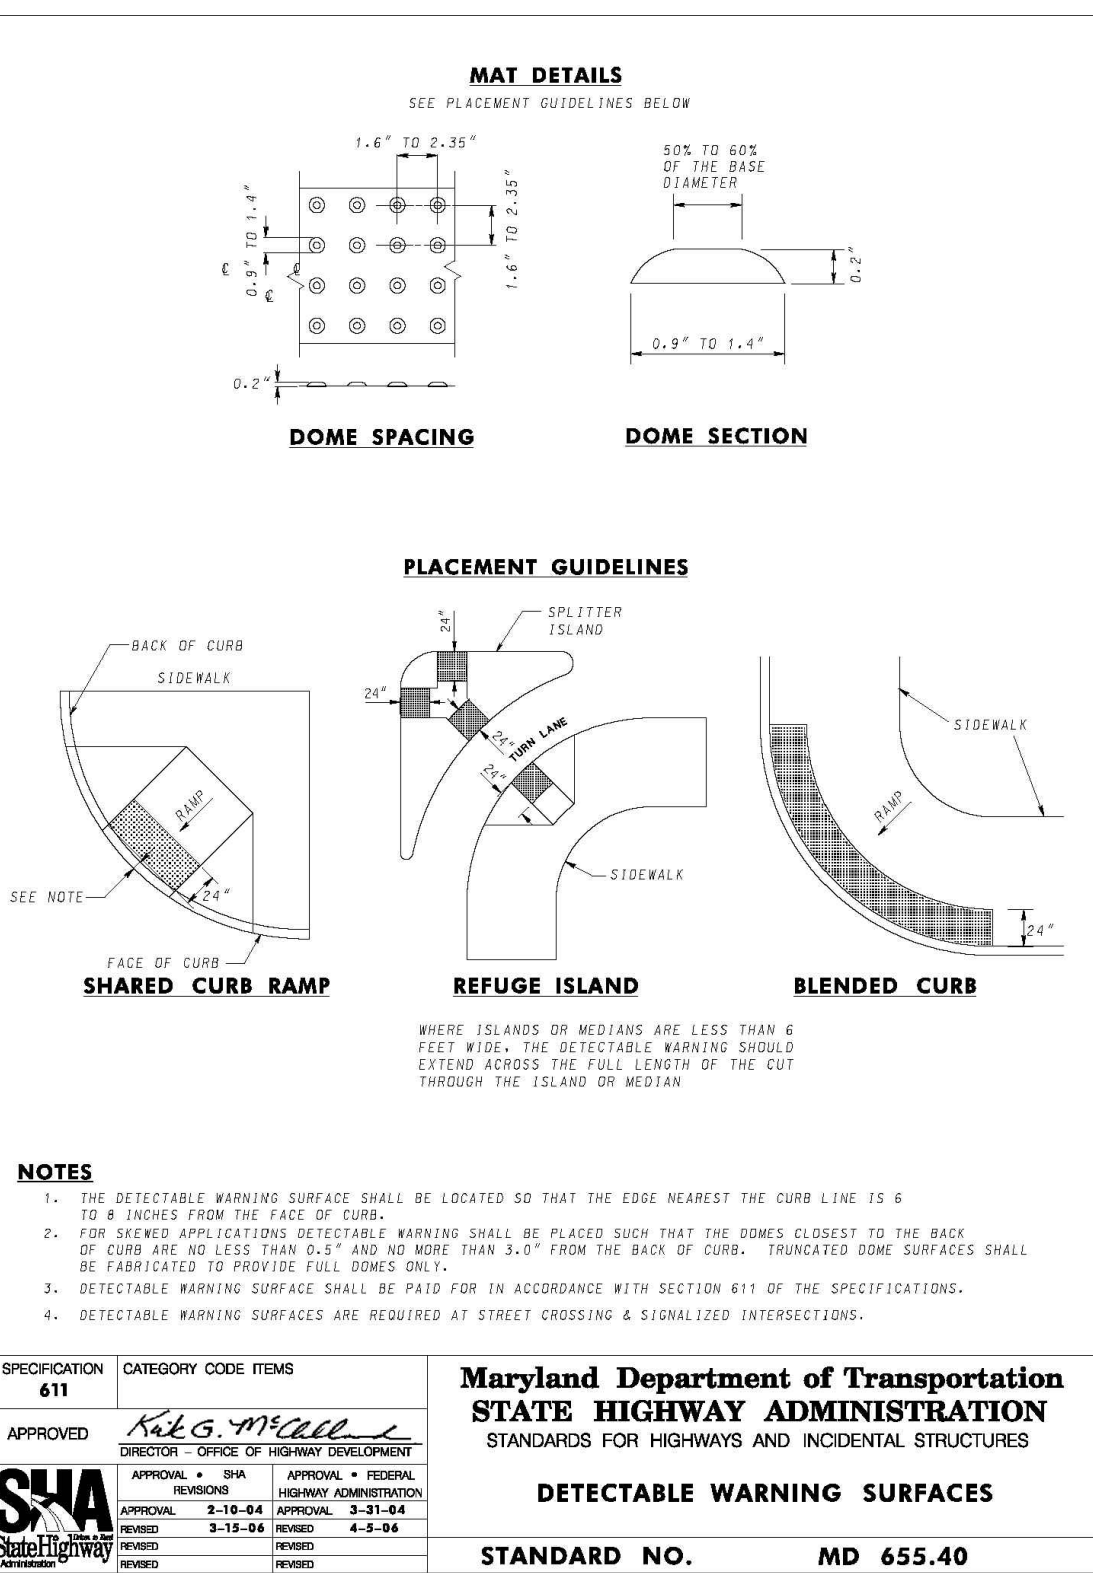 MAT DETAILS
SEE PLACEMENT GUIDELINES BELOW
1.6" TO 2.35"
0.9" TO 1.4"
1.6" TO 2.35"
0.2"
DOME SPACING
50% TO 60%
OF THE BASE
DIAMETER
0.2"
0.9" TO 1.4"
DOME SECTION
PLACEMENT GUIDELINES
BACK OF CURB
SIDEWALK
RAMP
SEE NOTE
24"
FACE OF CURB
SHARED CURB RAMP
SPLITTER
ISLAND
24"
24"
24"
TURN LANE
24"
SIDEWALK
REFUGE ISLAND
WHERE ISLANDS OR MEDIANS ARE LESS THAN 6
FEET WIDE, THE DETECTABLE WARNING SHOULD
EXTEND ACROSS THE FULL LENGTH OF THE CUT
THROUGH THE ISLAND OR MEDIAN
SIDEWALK
RAMP
24"
BLENDED CURB
NOTES
1. THE DETECTABLE WARNING SURFACE SHALL BE LOCATED SO THAT THE EDGE NEAREST THE CURB LINE IS 6
TO 8 INCHES FROM THE FACE OF CURB.
2. FOR SKEWED APPLICATIONS DETECTABLE WARNING SHALL BE PLACED SUCH THAT THE DOMES CLOSEST TO THE BACK
OF CURB ARE NO LESS THAN 0.5" AND NO MORE THAN 3.0" FROM THE BACK OF CURB. TRUNCATED DOME SURFACES SHALL
BE FABRICATED TO PROVIDE FULL DOMES ONLY.
3. DETECTABLE WARNING SURFACE SHALL BE PAID FOR IN ACCORDANCE WITH SECTION 611 OF THE SPECIFICATIONS.
4. DETECTABLE WARNING SURFACES ARE REQUIRED AT STREET CROSSING & SIGNALIZED INTERSECTIONS.
SPECIFICATION
611
CATEGORY CODE ITEMS
APPROVED
Kirk G. McClelland
DIRECTOR - OFFICE OF HIGHWAY DEVELOPMENT
SHA
StateHighway
Administration
APPROVAL • SHA
REVISIONS
APPROVAL • FEDERAL
HIGHWAY ADMINISTRATION
APPROVAL 2-10-04 APPROVAL 3-31-04
REVISED 3-15-06 REVISED 4-5-06
REVISED REVISED
REVISED REVISED
Maryland Department of Transportation
STATE HIGHWAY ADMINISTRATION
STANDARDS FOR HIGHWAYS AND INCIDENTAL STRUCTURES
DETECTABLE WARNING SURFACES
STANDARD NO. MD 655.40